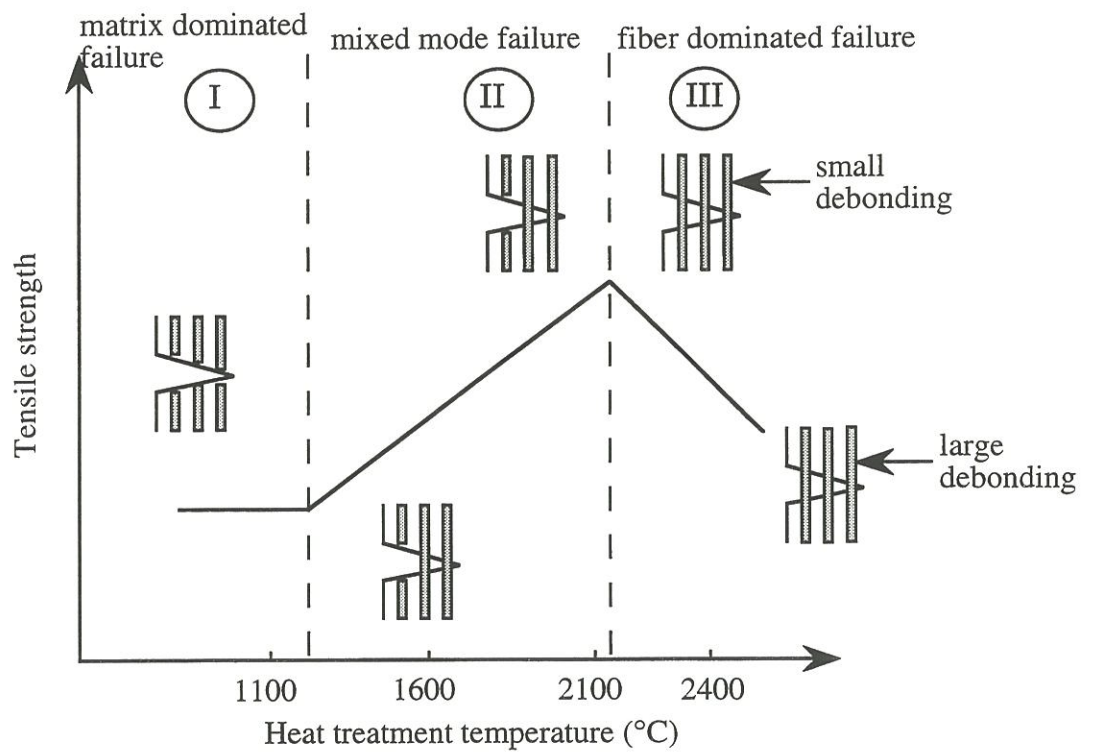 matrix dominated
failure
mixed mode failure
fiber dominated failure
I
II
III
small
debonding
Tensile strength
large
debonding
1100
1600
2100
2400
Heat treatment temperature (°C)